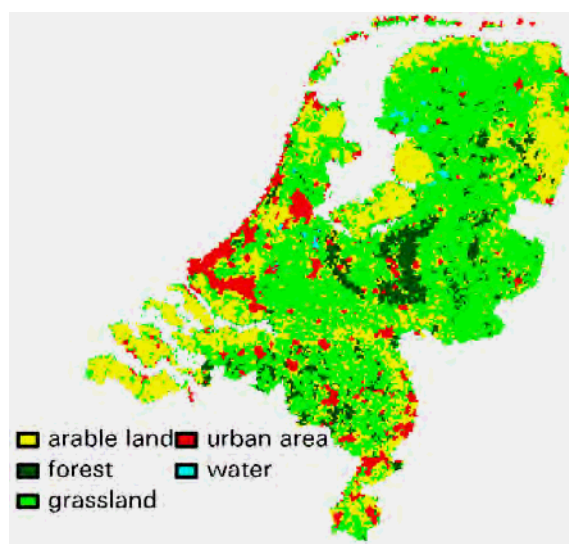 arable land
urban area
forest
water
grassland